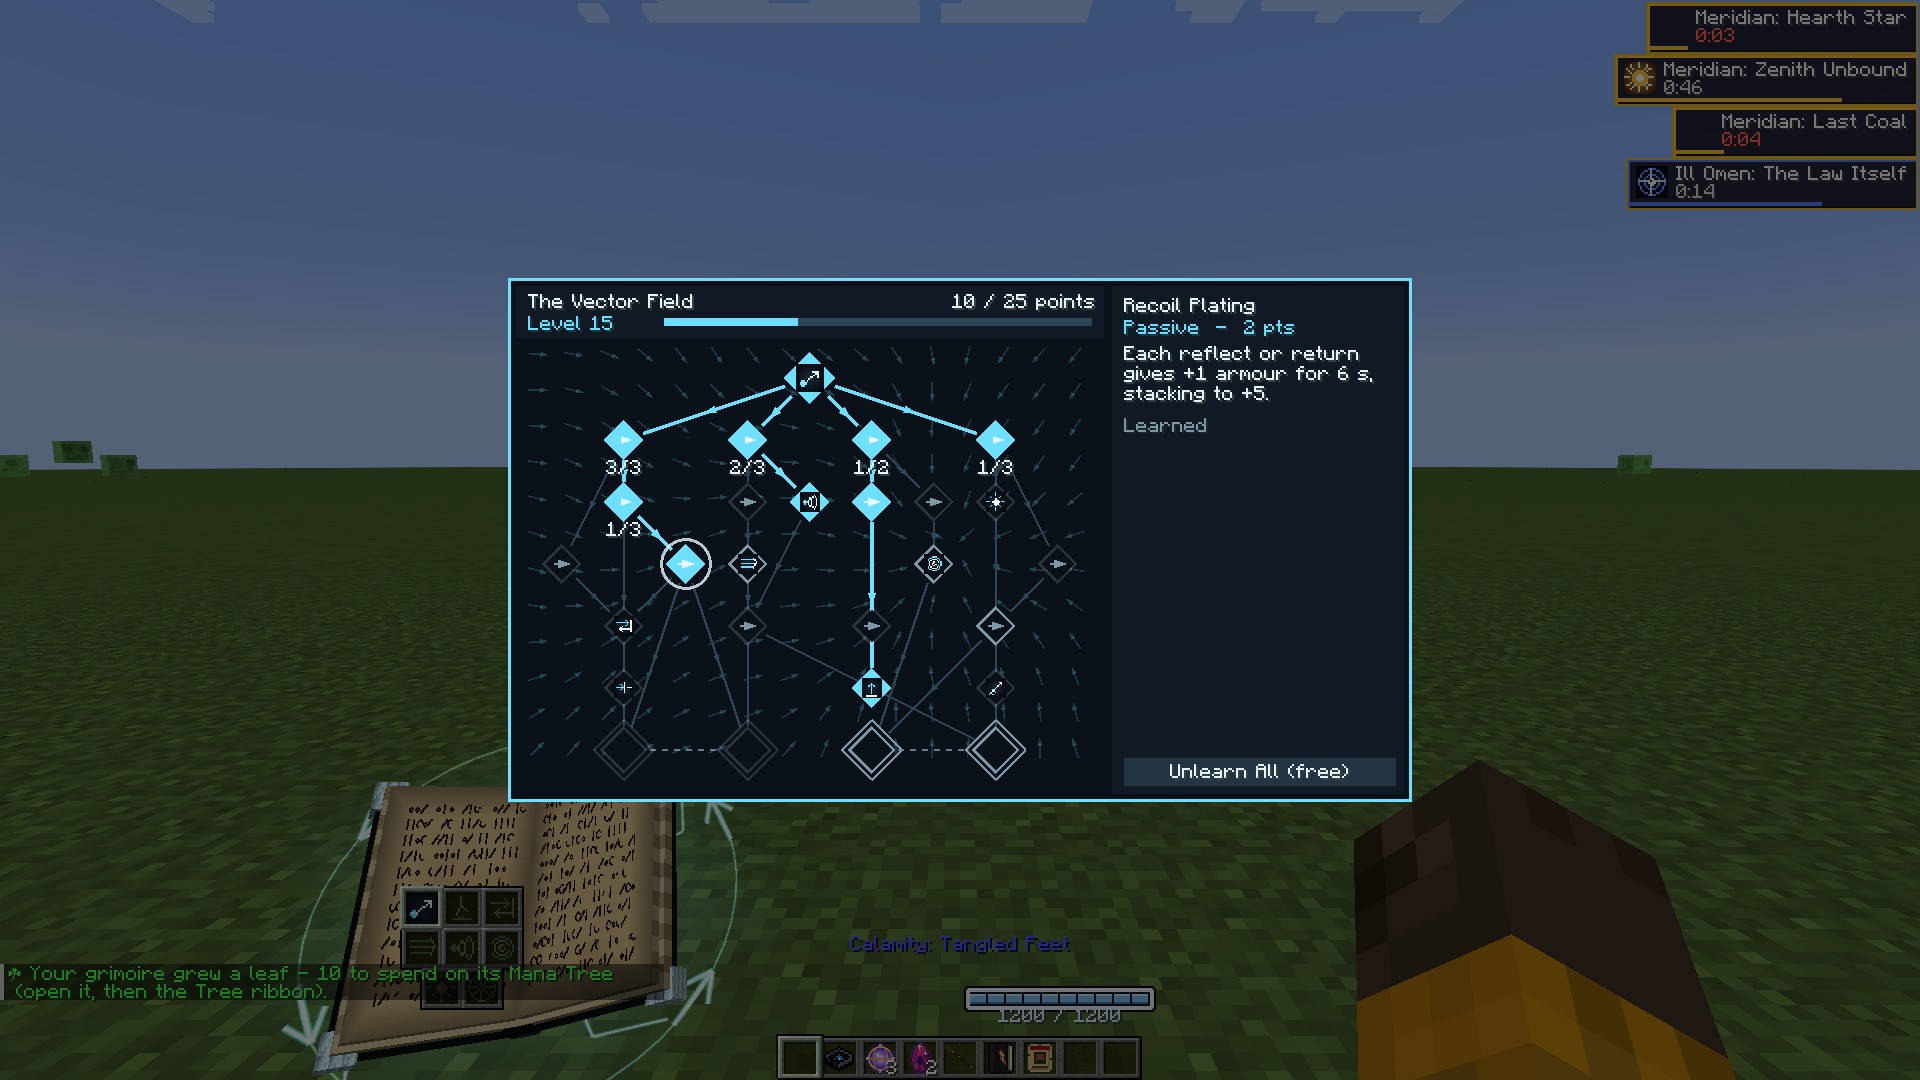 Meridian: Hearth Star
0:03
Meridian: Zenith Unbound
0:46
Meridian: Last Coal
0:04
Ill Omen: The Law Itself
0:14
The Vector Field
10 / 25 points
Level 15
3/3
2/3
1/2
1/3
1/3
Recoil Plating
Passive - 2 pts
Each reflect or return
gives +1 armour for 6 s,
stacking to +5.
Learned
Unlearn All (free)
Calamity: Tangled Feet
Your grimoire grew a leaf - 10 to spend on its Mana Tree
(open it, then the Tree ribbon).
1200 / 1200
3
2